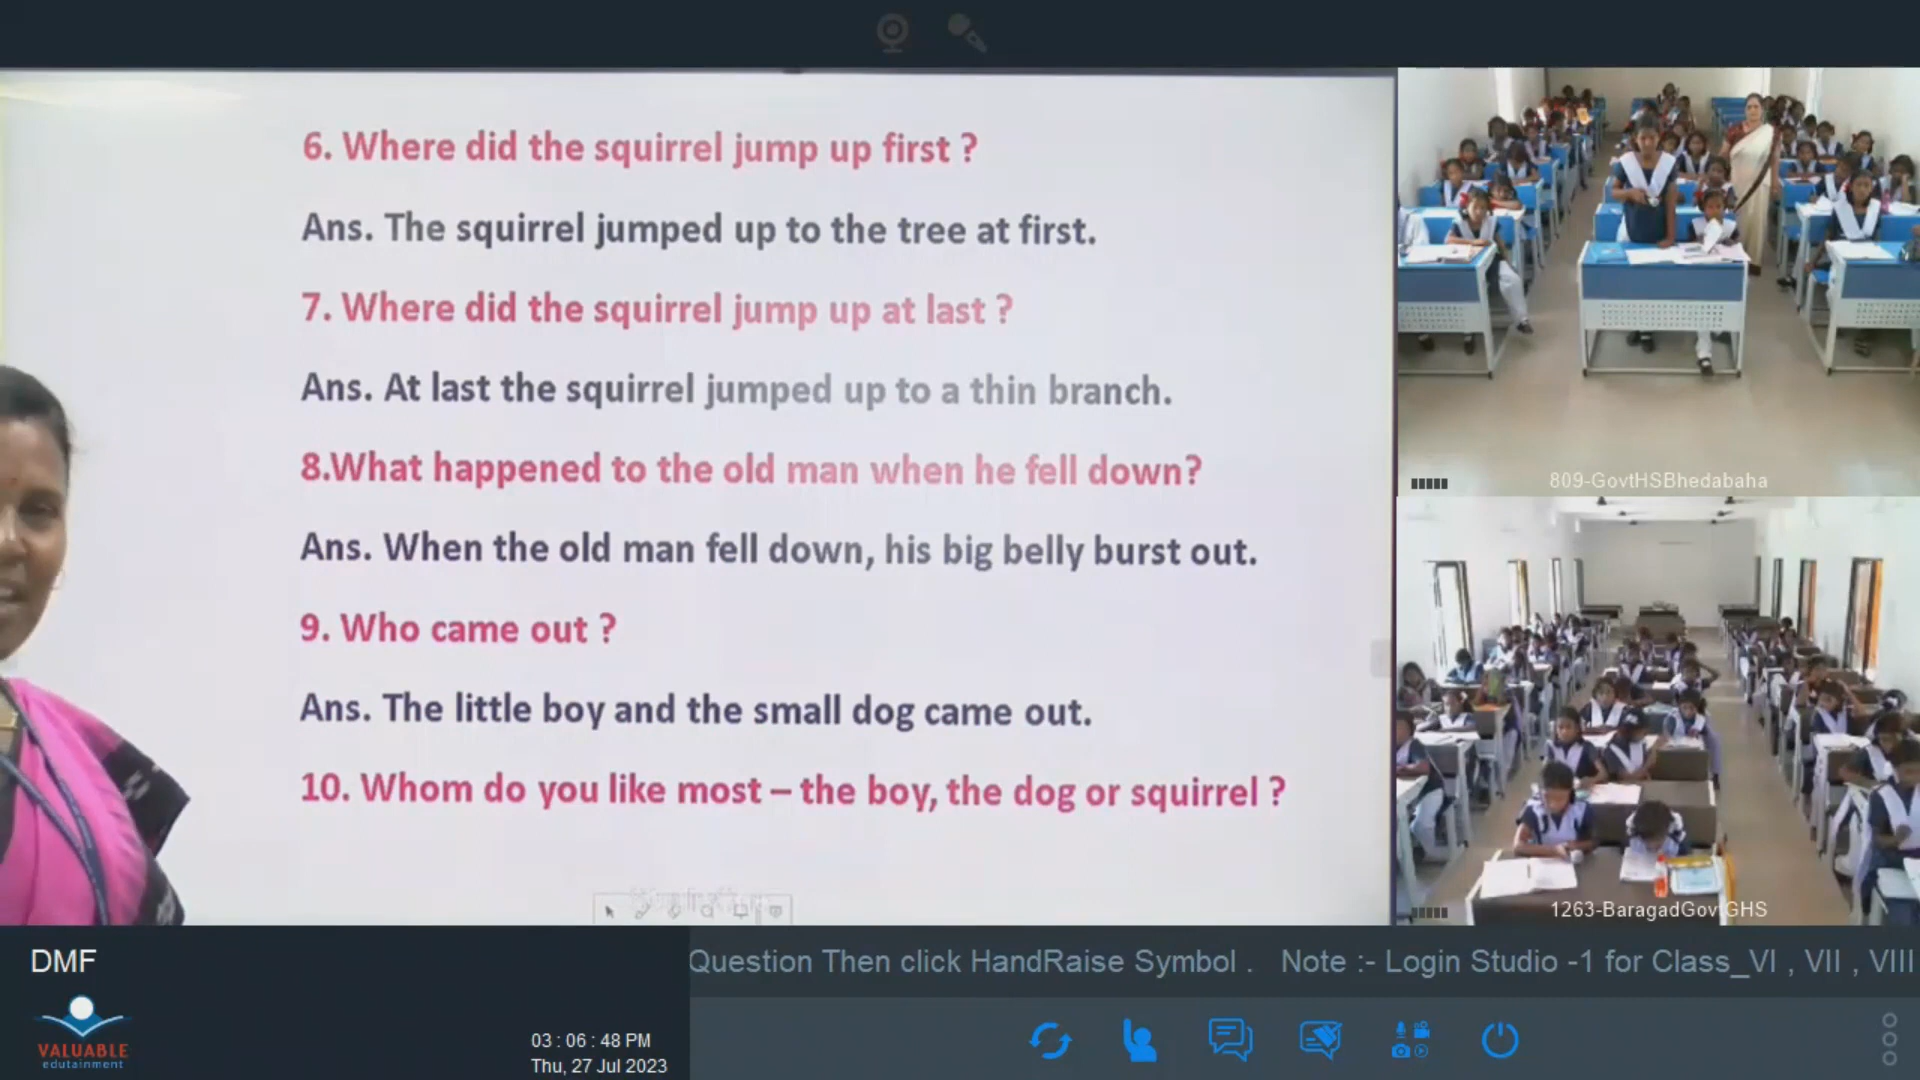 6. Where did the squirrel jump up first ?
Ans. The squirrel jumped up to the tree at first.
7. Where did the squirrel jump up at last ?
Ans. At last the squirrel jumped up to a thin branch.
8.What happened to the old man when he fell down?
Ans. When the old man fell down, his big belly burst out.
9. Who came out ?
Ans. The little boy and the small dog came out.
10. Whom do you like most – the boy, the dog or squirrel ?
809-GovtHSBhedabaha
1263-BaragadGovtGHS
DMF
Question Then click HandRaise Symbol . Note :- Login Studio -1 for Class_VI , VII , VIII
VALUABLE
edutainment
03 : 06 : 48 PM
Thu, 27 Jul 2023